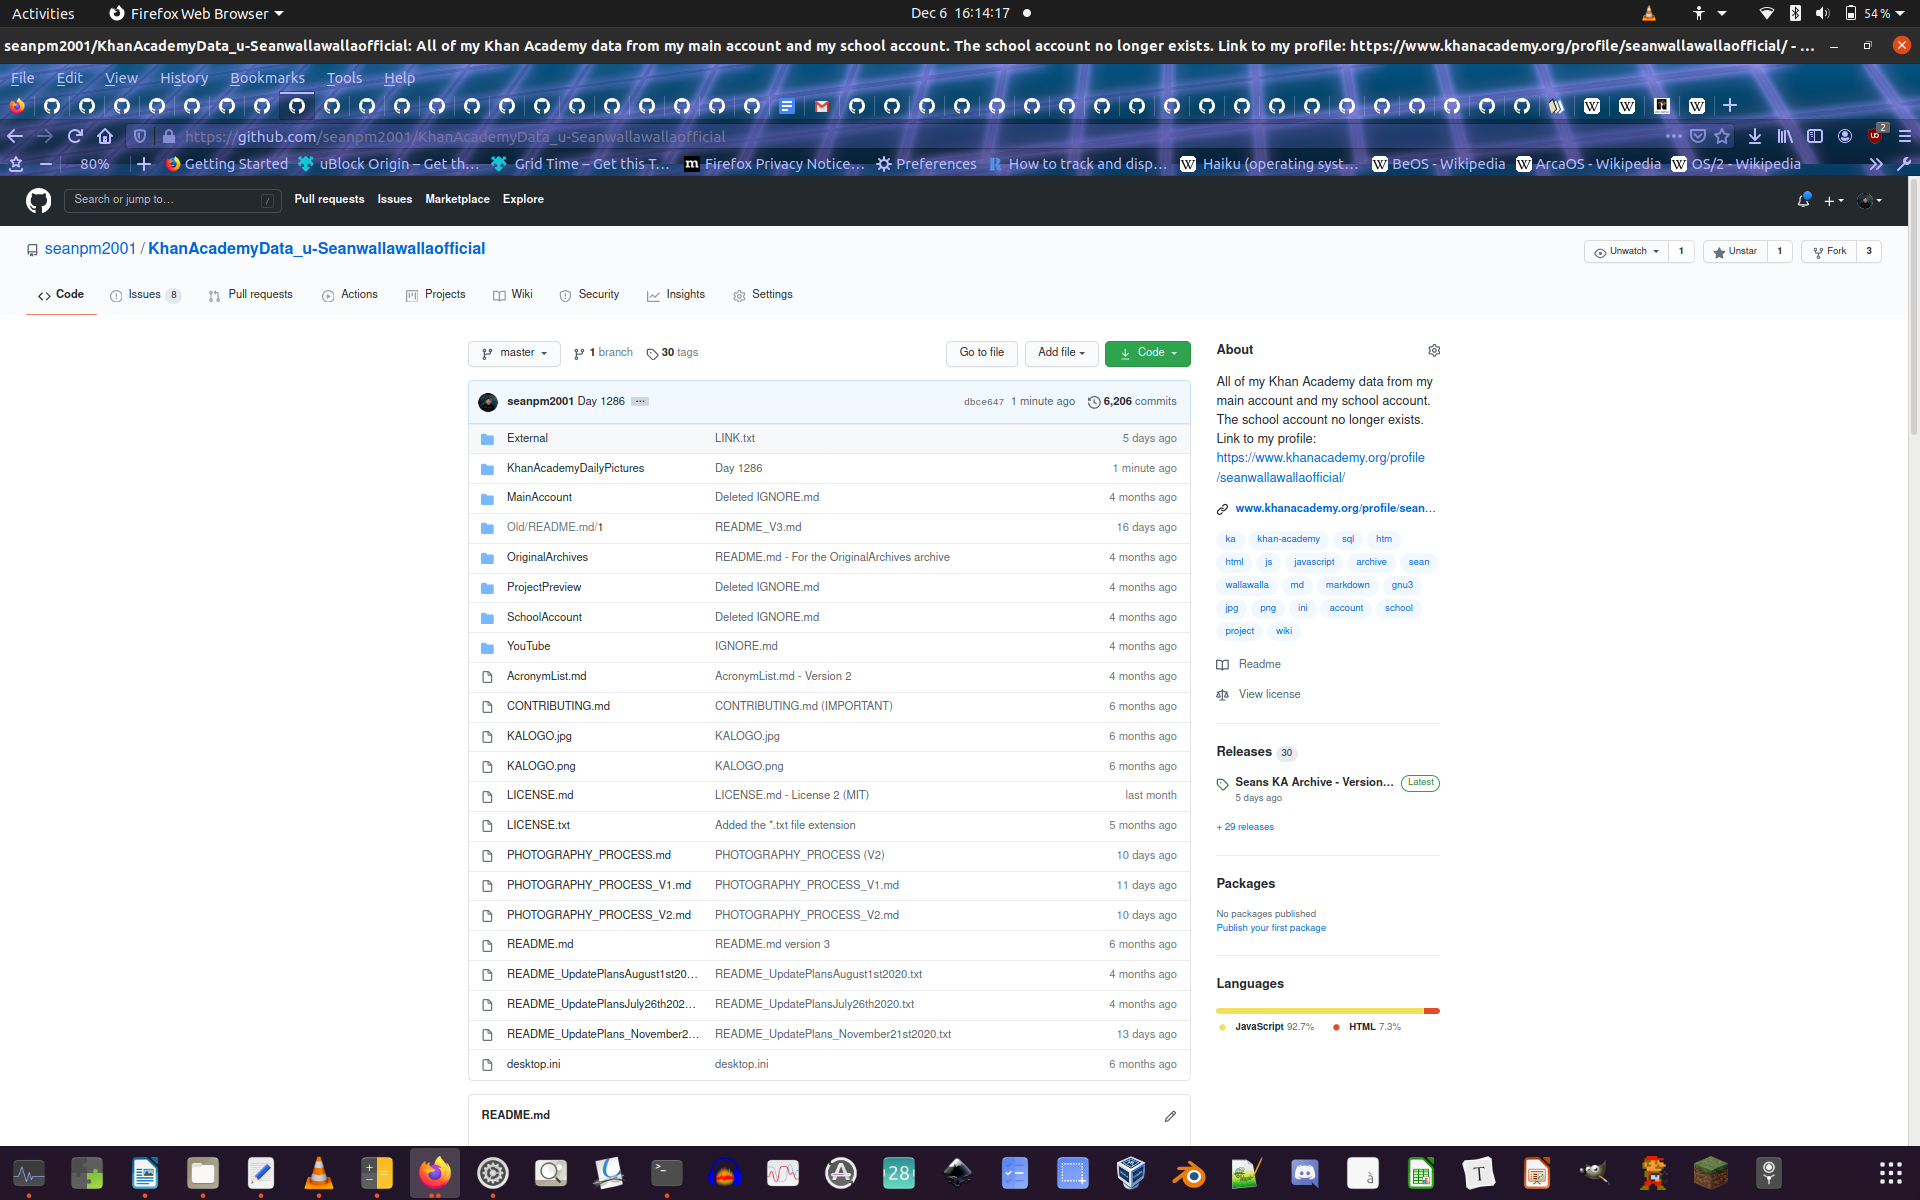 Activities Firefox Web Browser Dec 6 16:14:17 54 %
seanpm2001/KhanAcademyData_u-Seanwallawallaofficial: All of my Khan Academy data from my main account and my school account. The school account no longer exists. Link to my profile: https://www.khanacademy.org/profile/seanwallawallaofficial/ - ...
File Edit View History Bookmarks Tools Help
https://github.com/seanpm2001/KhanAcademyData_u-Seanwallawallaofficial 2
80% Getting Started uBlock Origin – Get th… Grid Time – Get this T… Firefox Privacy Notice… Preferences How to track and disp… Haiku (operating syst… BeOS - Wikipedia ArcaOS - Wikipedia OS/2 - Wikipedia
Search or jump to… / Pull requests Issues Marketplace Explore
seanpm2001 / KhanAcademyData_u-Seanwallawallaofficial Unwatch 1 Unstar 1 Fork 3
Code Issues 8 Pull requests Actions Projects Wiki Security Insights Settings
master 1 branch 30 tags Go to file Add file Code
seanpm2001 Day 1286 … dbce647 1 minute ago 6,206 commits
External LINK.txt 5 days ago
KhanAcademyDailyPictures Day 1286 1 minute ago
MainAccount Deleted IGNORE.md 4 months ago
Old/README.md/1 README_V3.md 16 days ago
OriginalArchives README.md - For the OriginalArchives archive 4 months ago
ProjectPreview Deleted IGNORE.md 4 months ago
SchoolAccount Deleted IGNORE.md 4 months ago
YouTube IGNORE.md 4 months ago
AcronymList.md AcronymList.md - Version 2 4 months ago
CONTRIBUTING.md CONTRIBUTING.md (IMPORTANT) 6 months ago
KALOGO.jpg KALOGO.jpg 6 months ago
KALOGO.png KALOGO.png 6 months ago
LICENSE.md LICENSE.md - License 2 (MIT) last month
LICENSE.txt Added the *.txt file extension 5 months ago
PHOTOGRAPHY_PROCESS.md PHOTOGRAPHY_PROCESS (V2) 10 days ago
PHOTOGRAPHY_PROCESS_V1.md PHOTOGRAPHY_PROCESS_V1.md 11 days ago
PHOTOGRAPHY_PROCESS_V2.md PHOTOGRAPHY_PROCESS_V2.md 10 days ago
README.md README.md version 3 6 months ago
README_UpdatePlansAugust1st20… README_UpdatePlansAugust1st2020.txt 4 months ago
README_UpdatePlansJuly26th202… README_UpdatePlansJuly26th2020.txt 4 months ago
README_UpdatePlans_November2… README_UpdatePlans_November21st2020.txt 13 days ago
desktop.ini desktop.ini 6 months ago
README.md
About
All of my Khan Academy data from my
main account and my school account.
The school account no longer exists.
Link to my profile:
https://www.khanacademy.org/profile
/seanwallawallaofficial/
www.khanacademy.org/profile/sean…
ka khan-academy sql htm
html js javascript archive sean
wallawalla md markdown gnu3
jpg png ini account school
project wiki
Readme
View license
Releases 30
Seans KA Archive - Version… Latest
5 days ago
+ 29 releases
Packages
No packages published
Publish your first package
Languages
JavaScript 92.7% HTML 7.3%
28